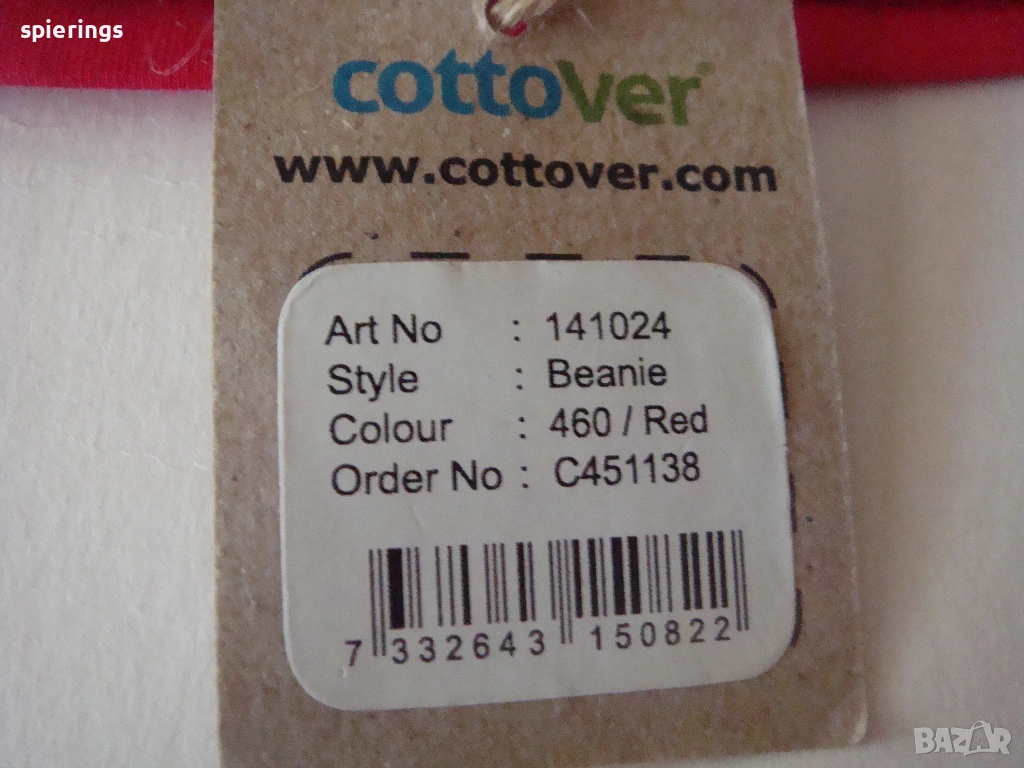 spierings
cottover
www.cottover.com
Art No : 141024
Style : Beanie
Colour : 460 / Red
Order No : C451138
7 332643 150822
BAZAR